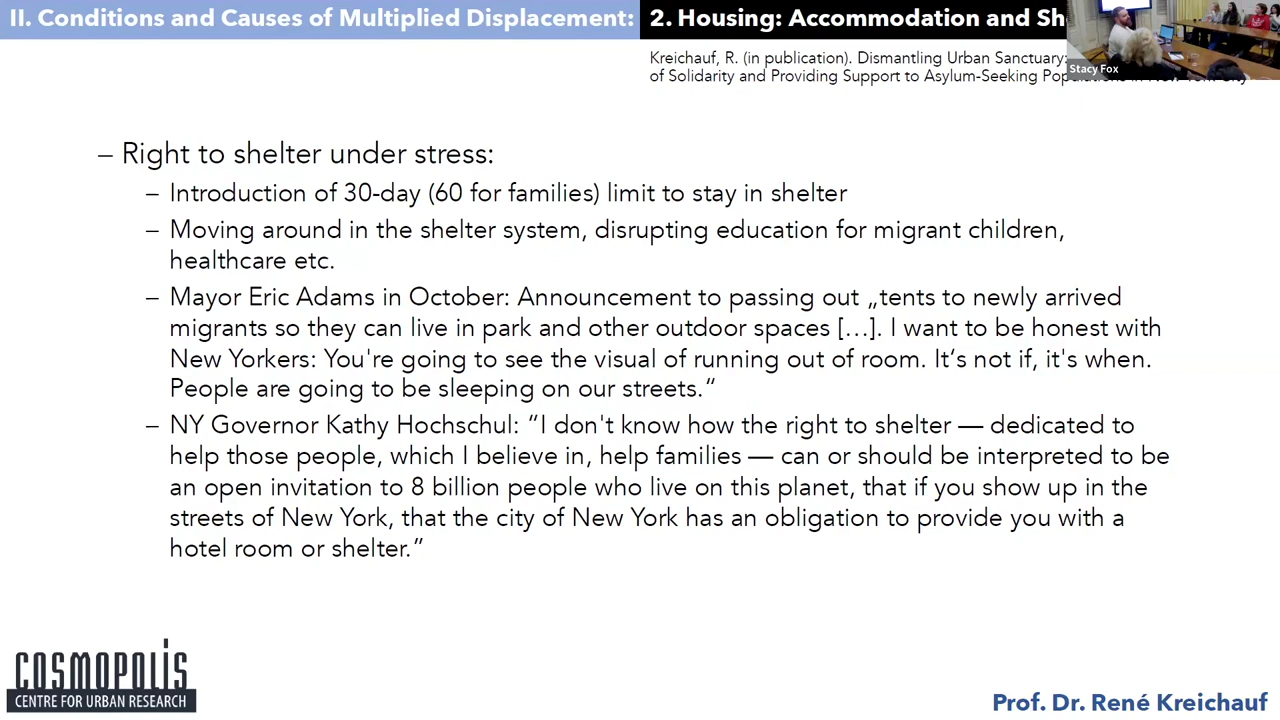 II. Conditions and Causes of Multiplied Displacement:
2. Housing: Accommodation and Sh
Stacy Fox
Kreichauf, R. (in publication). Dismantling Urban Sanctuary:
of Solidarity and Providing Support to Asylum-Seeking
– Right to shelter under stress:
– Introduction of 30-day (60 for families) limit to stay in shelter
– Moving around in the shelter system, disrupting education for migrant children,
healthcare etc.
– Mayor Eric Adams in October: Announcement to passing out „tents to newly arrived
migrants so they can live in park and other outdoor spaces […]. I want to be honest with
New Yorkers: You're going to see the visual of running out of room. It‘s not if, it's when.
People are going to be sleeping on our streets.“
– NY Governor Kathy Hochschul: “I don't know how the right to shelter — dedicated to
help those people, which I believe in, help families — can or should be interpreted to be
an open invitation to 8 billion people who live on this planet, that if you show up in the
streets of New York, that the city of New York has an obligation to provide you with a
hotel room or shelter.”
COSMOPOLIS
CENTRE FOR URBAN RESEARCH
Prof. Dr. René Kreichauf